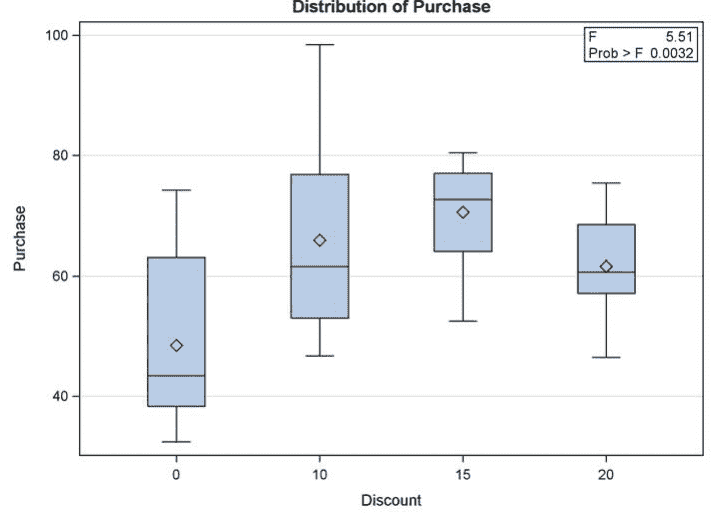 Distribution of Purchase
F 5.51
Prob > F 0.0032
100
80
60
40
Purchase
0 10 15 20
Discount